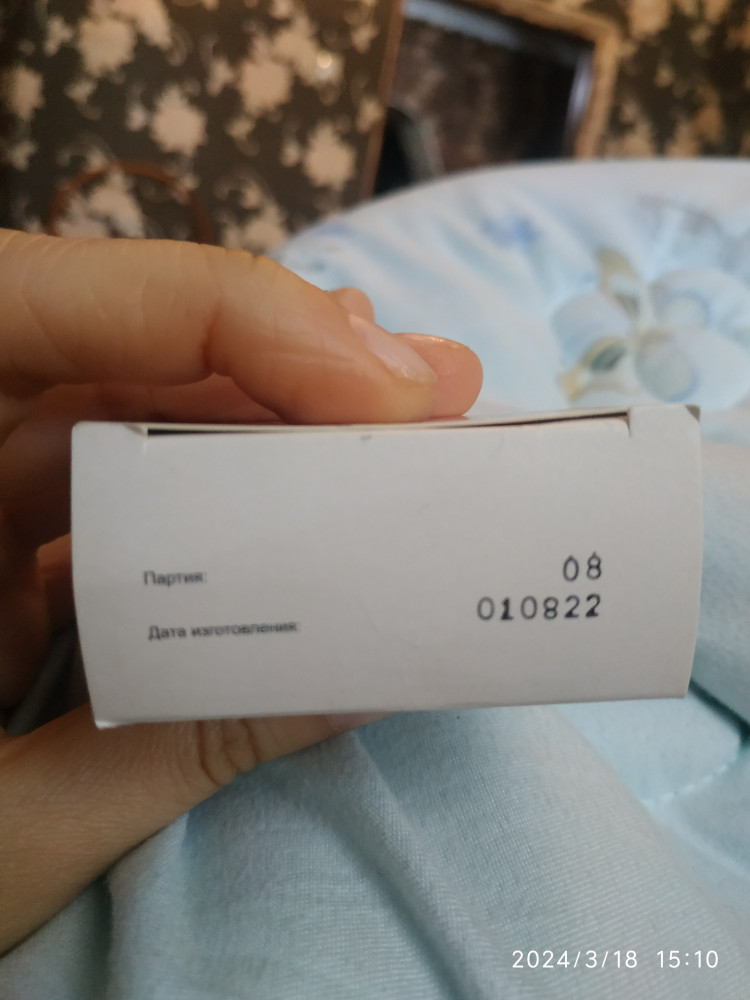 Партия: 08
Дата изготовления: 010822
2024/3/18 15:10